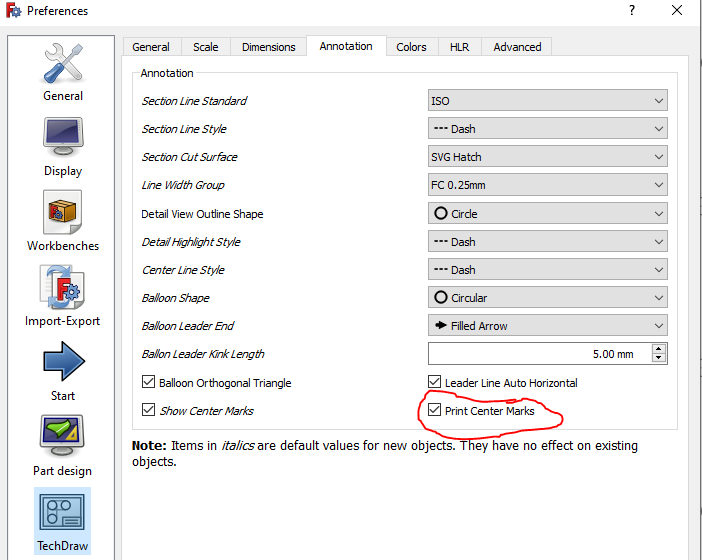 Preferences
?
General
Display
Workbenches
Import-Export
Start
Part design
TechDraw
General Scale Dimensions Annotation Colors HLR Advanced
Annotation
Section Line Standard ISO
Section Line Style Dash
Section Cut Surface SVG Hatch
Line Width Group FC 0.25mm
Detail View Outline Shape Circle
Detail Highlight Style Dash
Center Line Style Dash
Balloon Shape Circular
Balloon Leader End Filled Arrow
Ballon Leader Kink Length 5.00 mm
Balloon Orthogonal Triangle Leader Line Auto Horizontal
Show Center Marks Print Center Marks
Note: Items in italics are default values for new objects. They have no effect on existing
objects.